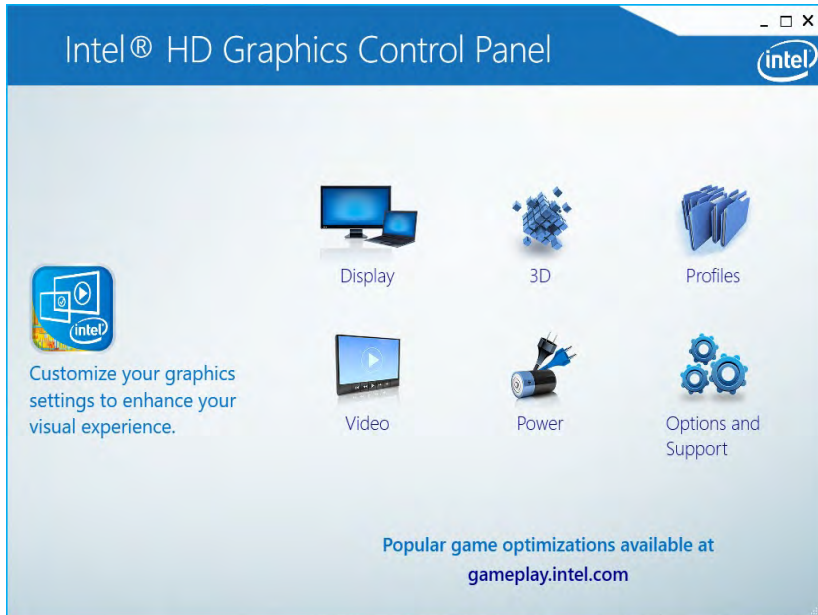 Intel® HD Graphics Control Panel
intel
Display
3D
Profiles
intel
Customize your graphics
settings to enhance your
visual experience.
Video
Power
Options and
Support
Popular game optimizations available at
gameplay.intel.com